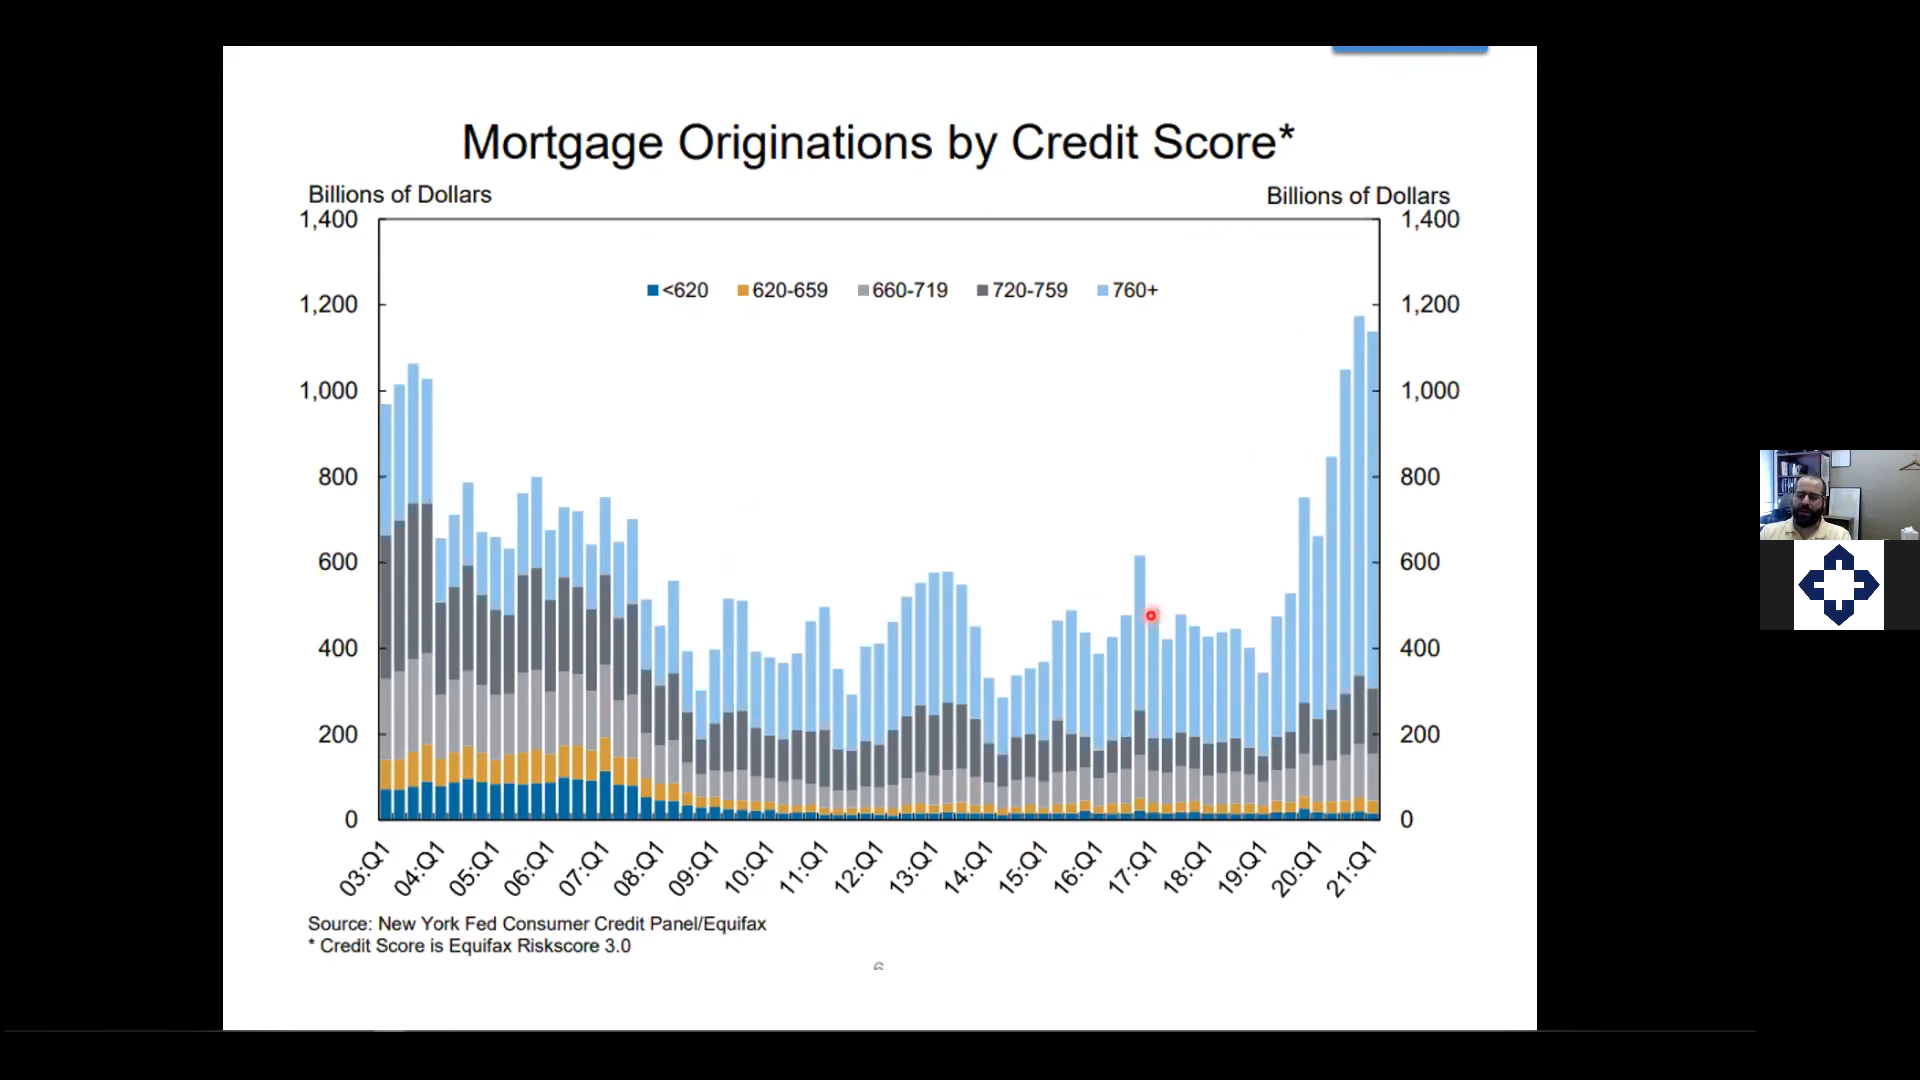 Mortgage Originations by Credit Score*
Billions of Dollars Billions of Dollars
1,400 1,400
<620 620-659 660-719 720-759 760+
1,200 1,200
1,000 1,000
800 800
600 600
400 400
200 200
0 0
03:Q1 04:Q1 05:Q1 06:Q1 07:Q1 08:Q1 09:Q1 10:Q1 11:Q1 12:Q1 13:Q1 14:Q1 15:Q1 16:Q1 17:Q1 18:Q1 19:Q1 20:Q1 21:Q1
Source: New York Fed Consumer Credit Panel/Equifax
* Credit Score is Equifax Riskscore 3.0
6